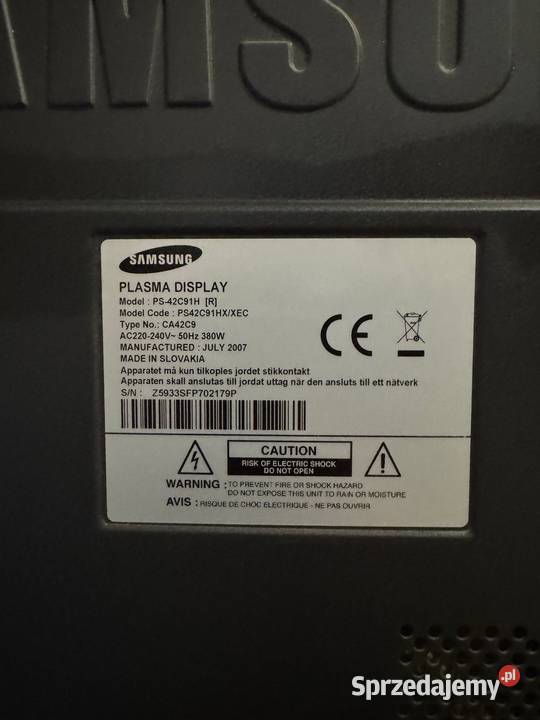 AMSU
SAMSUNG
PLASMA DISPLAY
Model : PS-42C91H [R]
Model Code : PS42C91HX/XEC
Type No.: CA42C9
AC220-240V~ 50Hz 380W
MANUFACTURED : JULY 2007
MADE IN SLOVAKIA
Apparatet må kun tilkoples jordet stikkontakt
Apparaten skall anslutas till jordat uttag när den ansluts till ett nätverk
S/N : Z5933SFP702179P
CE
CAUTION
RISK OF ELECTRIC SHOCK
DO NOT OPEN
WARNING : TO PREVENT FIRE OR SHOCK HAZARD
DO NOT EXPOSE THIS UNIT TO RAIN OR MOISTURE
AVIS : RISQUE DE CHOC ELECTRIQUE - NE PAS OUVRIR
Sprzedajemy.pl